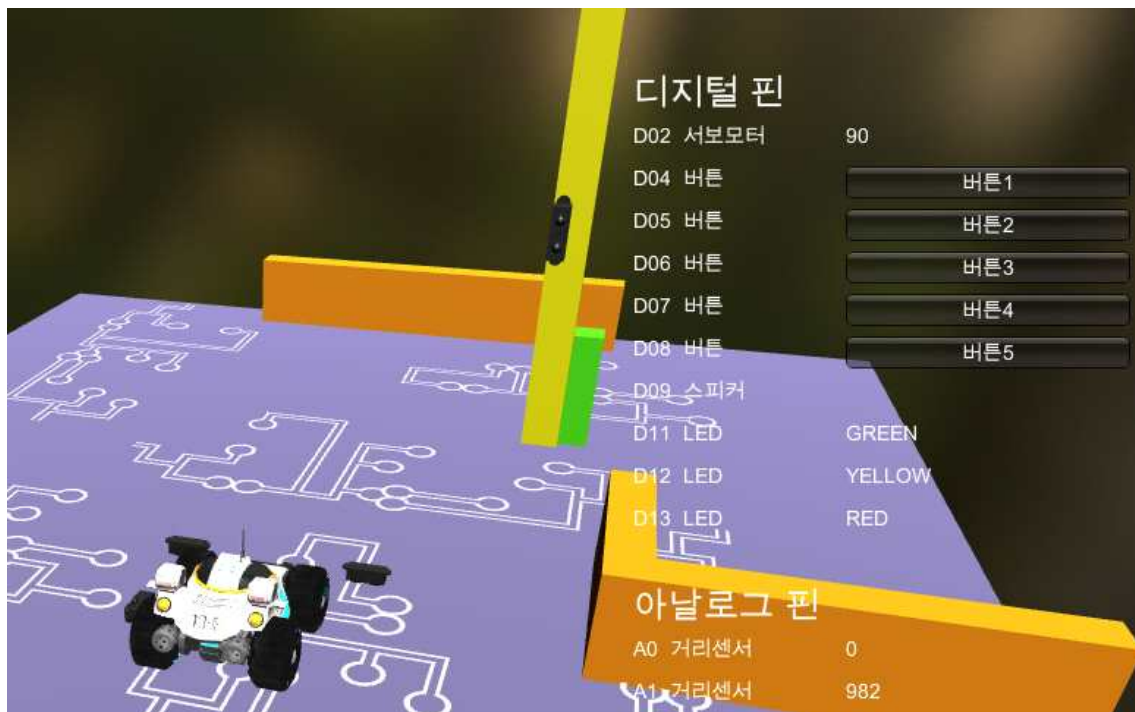 디지털 핀
D02 서보모터 90
D04 버튼 버튼1
D05 버튼 버튼2
D06 버튼 버튼3
D07 버튼 버튼4
D08 버튼 버튼5
D09 스피커
D11 LED GREEN
D12 LED YELLOW
D13 LED RED
아날로그 핀
A0 거리센서 0
A1 거리센서 982